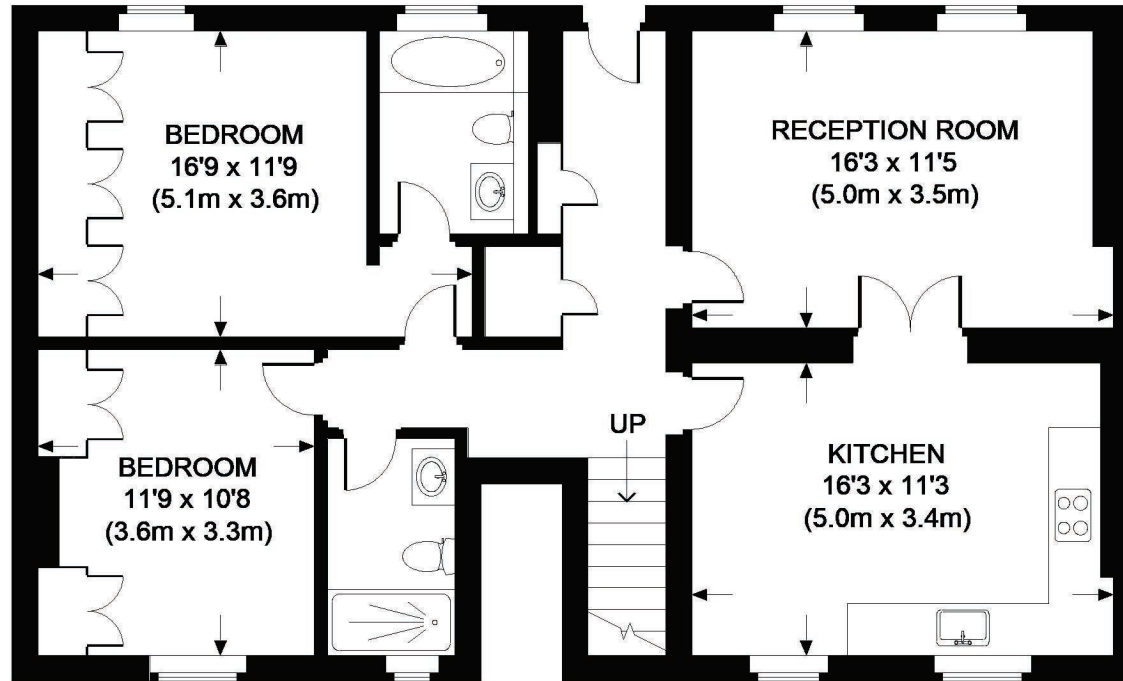 BEDROOM
16'9 x 11'9
(5.1m x 3.6m)
RECEPTION ROOM
16'3 x 11'5
(5.0m x 3.5m)
UP
BEDROOM
11'9 x 10'8
(3.6m x 3.3m)
KITCHEN
16'3 x 11'3
(5.0m x 3.4m)